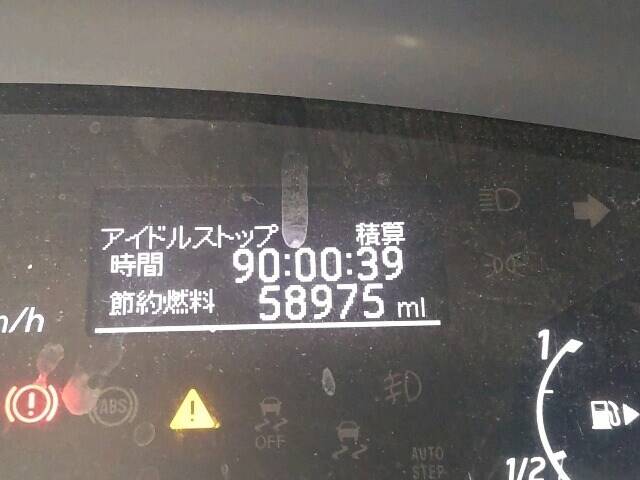 アイドルストップ 積算
時間 90:00:39
節約燃料 58975 ml
/h
ABS
OFF
AUTO
STEP
1
1/2